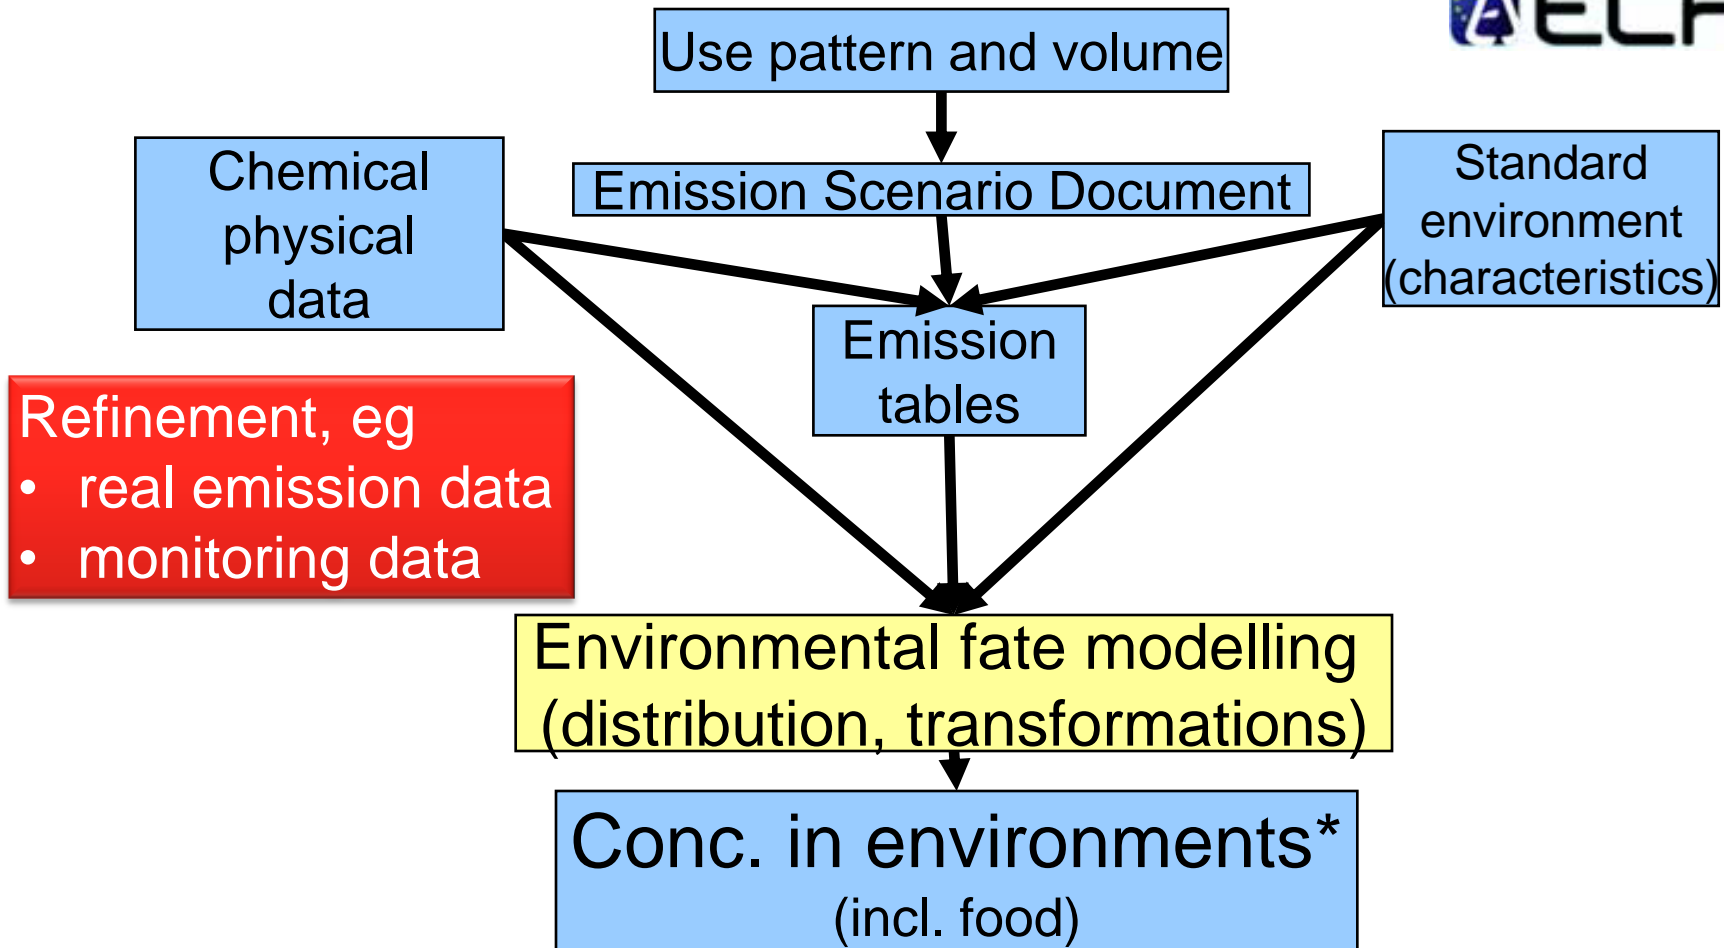 Use pattern and volume
Chemical
physical
data
Emission Scenario Document
Standard
environment
(characteristics)
Emission
tables
Refinement, eg
• real emission data
• monitoring data
Environmental fate modelling
(distribution, transformations)
Conc. in environments*
(incl. food)